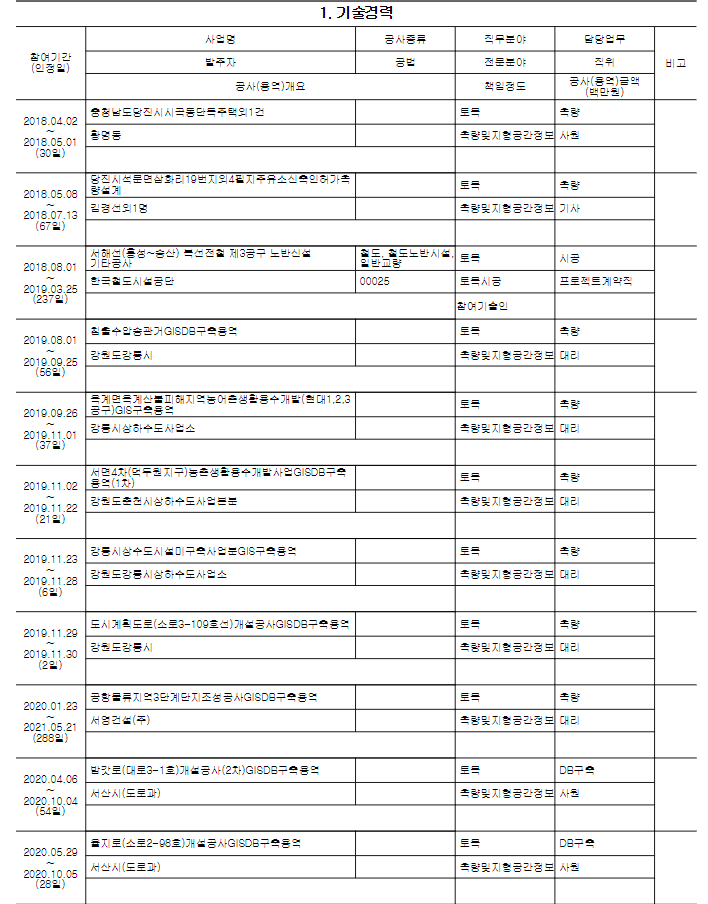 1. 기술경력
참여기간
(인정일)
사업명
공사종류
직무분야
담당업무
비고
발주자
공법
전문분야
직위
공사(용역)개요
책임정도
공사(용역)금액
(백만원)
2018.04.02
~
2018.05.01
(30일)
충청남도당진시시곡동단독주택외1건
토목
측량
황명동
측량및지형공간정보
사원
2018.05.08
~
2018.07.13
(67일)
당진시석문면삼화리19번지외4필지주유소신축인허가측
량설계
토목
측량
김경선외1명
측량및지형공간정보
기사
2018.08.01
~
2019.03.25
(237일)
서해선(홍성~송산) 복선전철 제3공구 노반신설
기타공사
철도, 철도노반시설,
일반교량
토목
시공
한국철도시설공단
00025
토목시공
프로젝트계약직
참여기술인
2019.08.01
~
2019.09.25
(56일)
침출수압송관거GISDB구축용역
토목
측량
강원도강릉시
측량및지형공간정보
대리
2019.09.26
~
2019.11.01
(37일)
옥계면옥계산불피해지역농어촌생활용수개발(현대1,2,3
공구)GIS구축용역
토목
측량
강릉시상하수도사업소
측량및지형공간정보
대리
2019.11.02
~
2019.11.22
(21일)
서면4차(덕두원지구)농촌생활용수개발사업GISDB구축
용역(1차)
토목
측량
강원도춘천시상하수도사업본부
측량및지형공간정보
대리
2019.11.23
~
2019.11.28
(6일)
강릉시상수도시설미구축사업분GIS구축용역
토목
측량
강원도강릉시상하수도사업소
측량및지형공간정보
대리
2019.11.29
~
2019.11.30
(2일)
도시계획도로(소로3-109호선)개설공사GISDB구축용역
토목
측량
강원도강릉시
측량및지형공간정보
대리
2020.01.23
~
2021.05.21
(288일)
공항물류지역3단계단지조성공사GISDB구축용역
토목
측량
서영건설(주)
측량및지형공간정보
대리
2020.04.06
~
2020.10.04
(54일)
밭갓로(대로3-1호)개설공사(2차)GISDB구축용역
토목
DB구축
서산시(도로과)
측량및지형공간정보
사원
2020.05.29
~
2020.10.05
(28일)
율지로(소로2-98호)개설공사GISDB구축용역
토목
DB구축
서산시(도로과)
측량및지형공간정보
사원